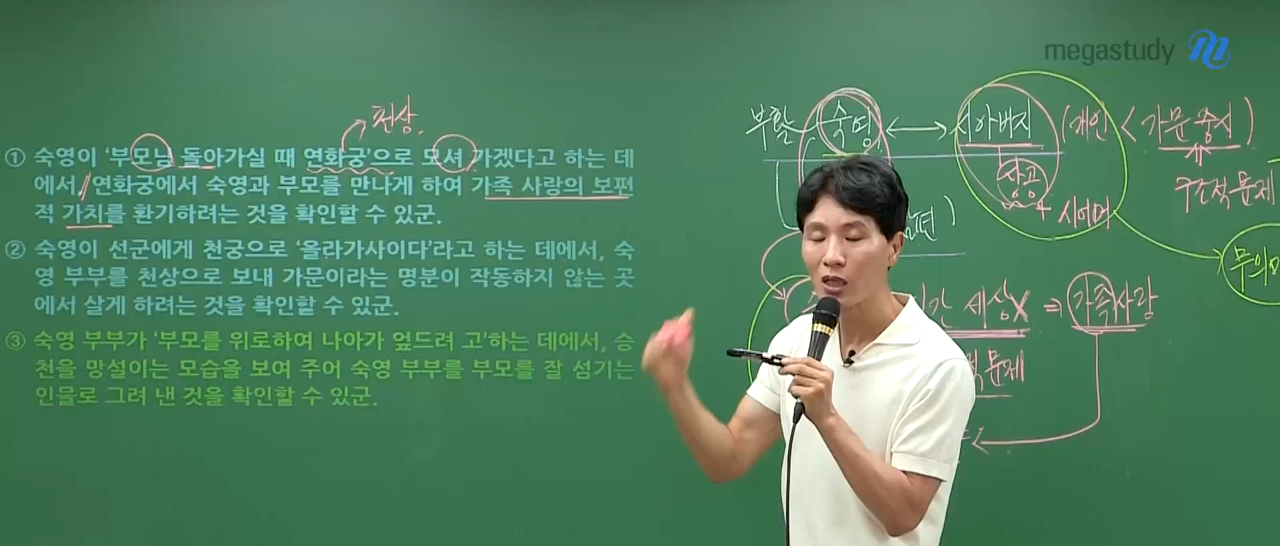 megastudy
천상.
① 숙영이 '부모님 돌아가실 때 연화궁'으로 모셔 가겠다고 하는 데
에서, 연화궁에서 숙영과 부모를 만나게 하여 가족 사랑의 보편
적 가치를 환기하려는 것을 확인할 수 있군.
② 숙영이 선군에게 천궁으로 '올라가사이다'라고 하는 데에서, 숙
영 부부를 천상으로 보내 가문이라는 명분이 작동하지 않는 곳
에서 살게 하려는 것을 확인할 수 있군.
③ 숙영 부부가 '부모를 위로하여 나아가 엎드려 고'하는 데에서, 승
천을 망설이는 모습을 보여 주어 숙영 부부를 부모를 잘 섬기는
인물로 그려 낸 것을 확인할 수 있군.
부활 숙영 ↔ 시아버지 (개인 < 가문 중시)
상공
시어머
구조적 문제
무의
간 세상X ⇒ 가족사랑
적 문제